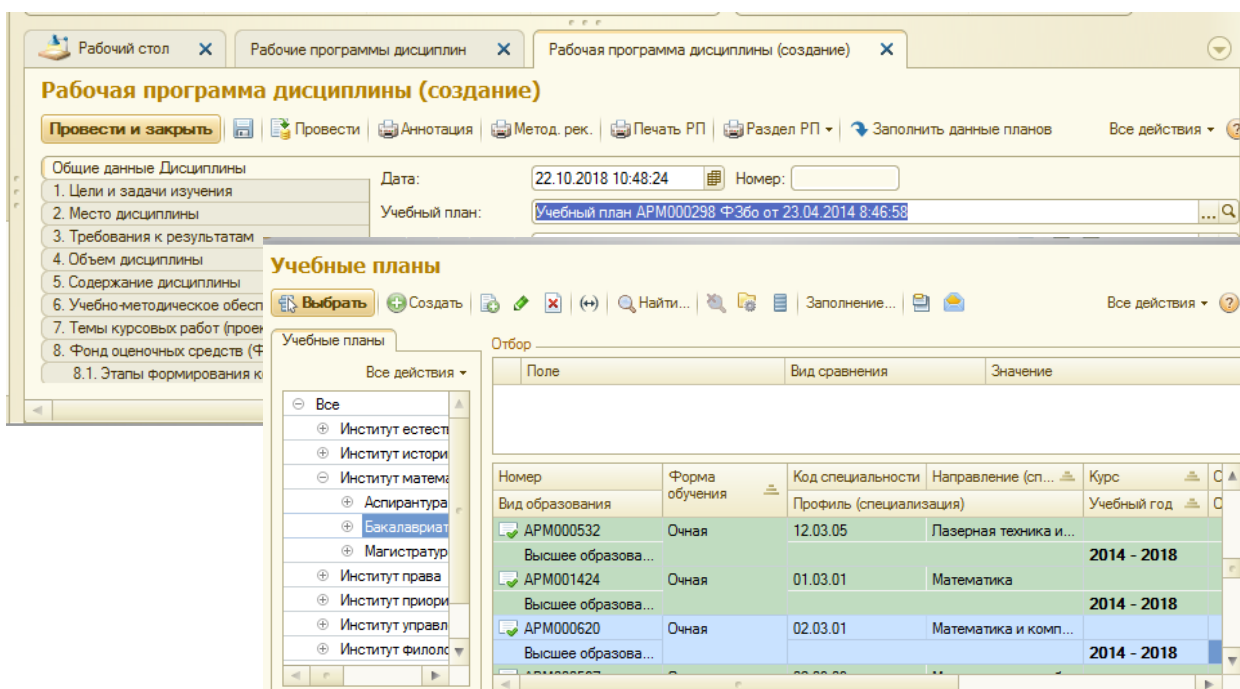 Рабочий стол Рабочие программы дисциплин Рабочая программа дисциплины (создание)
Рабочая программа дисциплины (создание)
Провести и закрыть Провести Аннотация Метод. рек. Печать РП Раздел РП Заполнить данные планов Все действия
Общие данные Дисциплины
1. Цели и задачи изучения
2. Место дисциплины
3. Требования к результатам
4. Объем дисциплины
5. Содержание дисциплины
6. Учебно-методическое обесп
7. Темы курсовых работ (проек
8. Фонд оценочных средств (Ф
8.1. Этапы формирования к
Дата: 22.10.2018 10:48:24 Номер:
Учебный план: Учебный план АРМ000298 ФЗбо от 23.04.2014 8:46:58 ...
Учебные планы
Выбрать Создать Найти... Заполнение... Все действия
Учебные планы
Все действия
Все
Институт естест
Институт истори
Институт матема
Аспирантура
Бакалавриат
Магистратур
Институт права
Институт приори
Институт управл
Институт филоло
Отбор
Поле Вид сравнения Значение
Номер Форма обучения Код специальности Направление (сп... Курс С
Вид образования Профиль (специализация) Учебный год С
АРМ000532 Очная 12.03.05 Лазерная техника и...
Высшее образова... 2014 - 2018
АРМ001424 Очная 01.03.01 Математика
Высшее образова... 2014 - 2018
АРМ000620 Очная 02.03.01 Математика и комп...
Высшее образова... 2014 - 2018